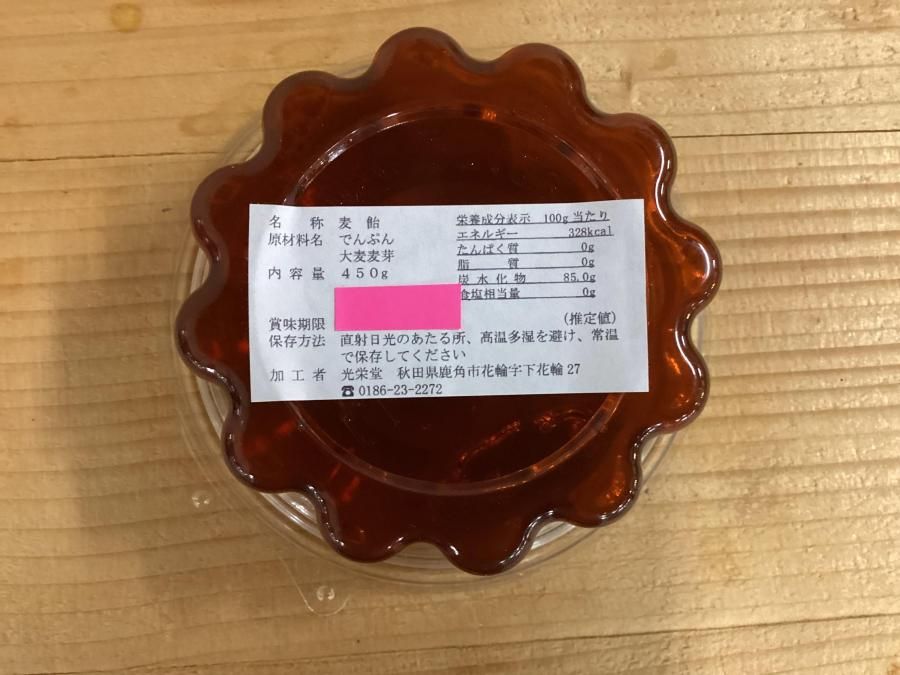 名称 麦飴
原材料名 でんぷん
大麦麦芽
内容量 450g
賞味期限
保存方法 直射日光のあたる所、高温多湿を避け、常温
で保存してください
加工者 光栄堂 秋田県鹿角市花輪字下花輪27
☎0186-23-2272
栄養成分表示 100g当たり
エネルギー 328kcal
たんぱく質 0g
脂質 0g
炭水化物 85.0g
食塩相当量 0g
(推定値)